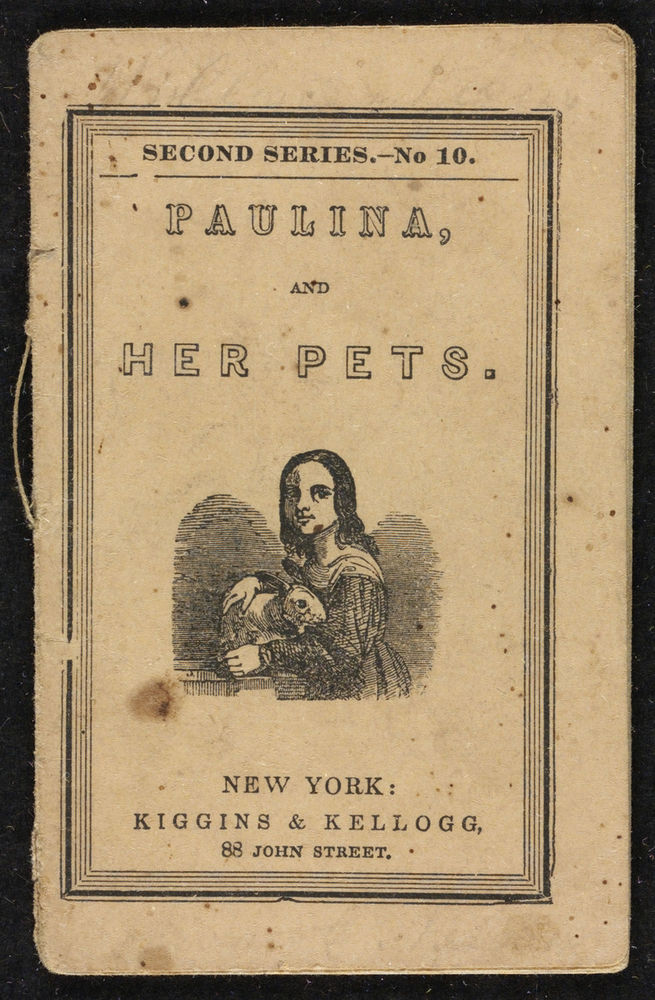 SECOND SERIES.—No 10.
PAULINA,
AND
HER PETS.
NEW YORK:
KIGGINS & KELLOGG,
88 JOHN STREET.